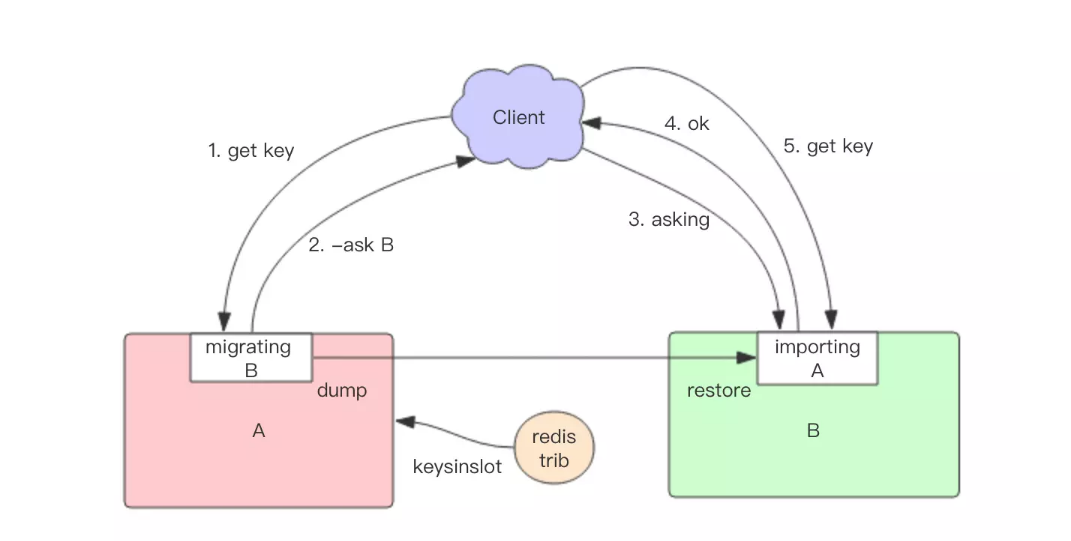 Client
1. get key
4. ok
5. get key
3. asking
2. −ask B
migrating
B
importing
A
dump
restore
A
B
redis
trib
keysinslot